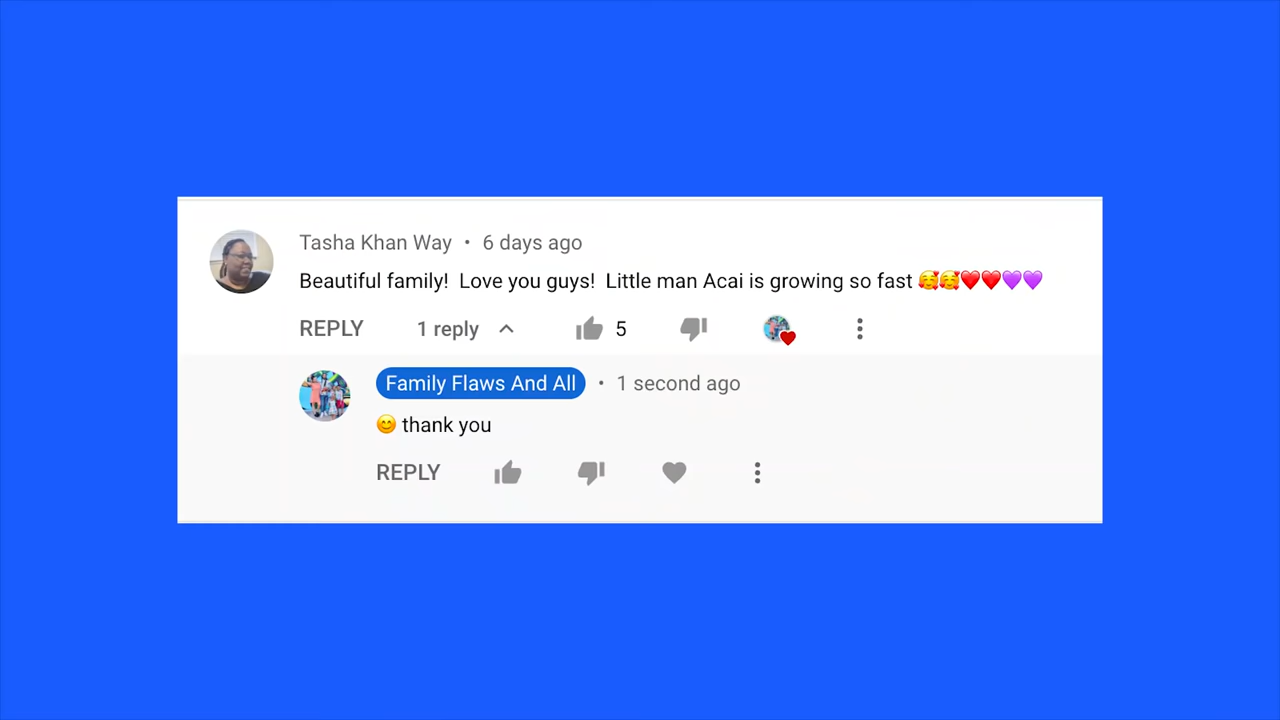 Tasha Khan Way • 6 days ago
Beautiful family!  Love you guys!  Little man Acai is growing so fast 🥰🥰❤️❤️💜💜
REPLY 1 reply 5
Family Flaws And All • 1 second ago
😊 thank you
REPLY